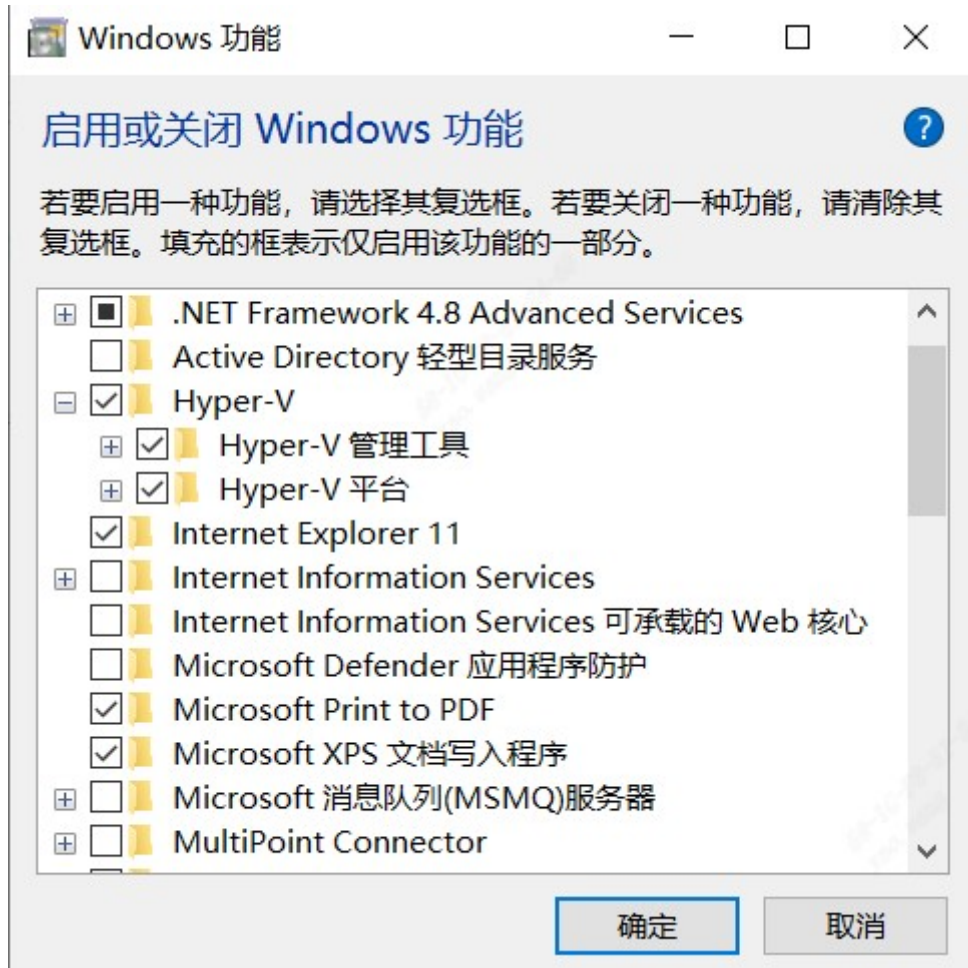 Windows 功能
启用或关闭 Windows 功能
若要启用一种功能，请选择其复选框。若要关闭一种功能，请清除其
复选框。填充的框表示仅启用该功能的一部分。
.NET Framework 4.8 Advanced Services
Active Directory 轻型目录服务
Hyper-V
Hyper-V 管理工具
Hyper-V 平台
Internet Explorer 11
Internet Information Services
Internet Information Services 可承载的 Web 核心
Microsoft Defender 应用程序防护
Microsoft Print to PDF
Microsoft XPS 文档写入程序
Microsoft 消息队列(MSMQ)服务器
MultiPoint Connector
确定
取消